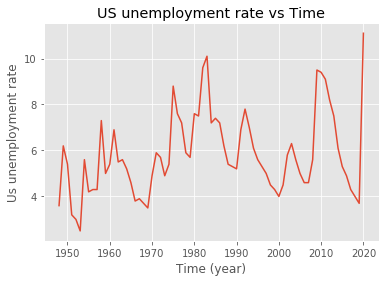 US unemployment rate vs Time
Us unemployment rate
10
8
6
4
1950 1960 1970 1980 1990 2000 2010 2020
Time (year)